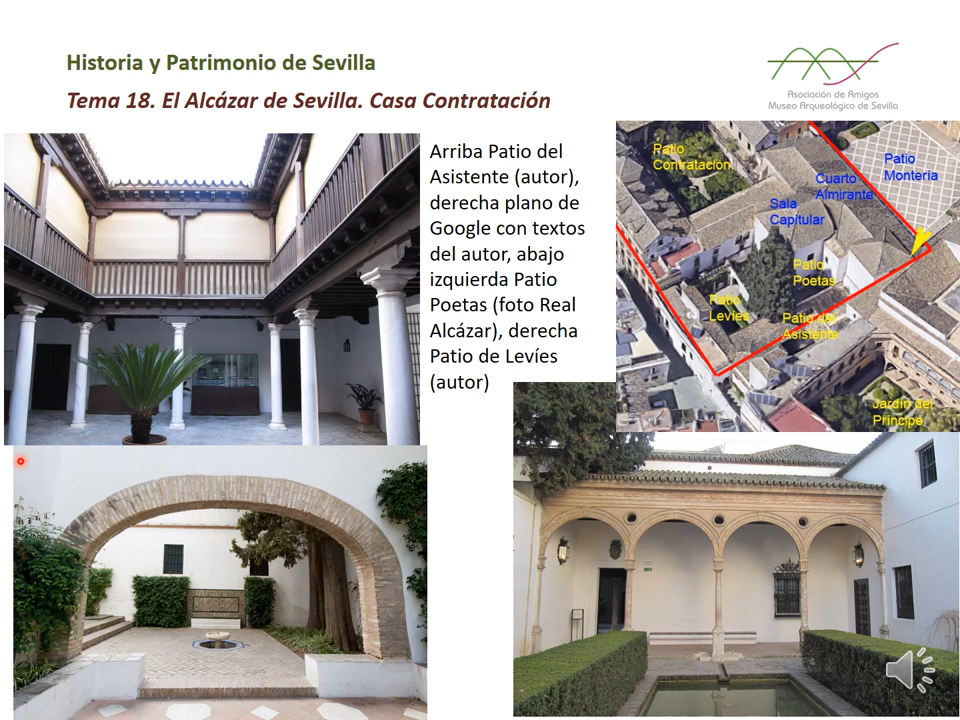 Historia y Patrimonio de Sevilla
Tema 18. El Alcázar de Sevilla. Casa Contratación
Asociación de Amigos
Museo Arqueológico de Sevilla
Arriba Patio del
Asistente (autor),
derecha plano de
Google con textos
del autor, abajo
izquierda Patio
Poetas (foto Real
Alcázar), derecha
Patio de Levíes
(autor)
Patio
Contratación
Patio
Montería
Cuarto
Almirante
Sala
Capitular
Patio
Poetas
Patio
Levíes
Patio del
Asistente
Jardín del
Príncipe